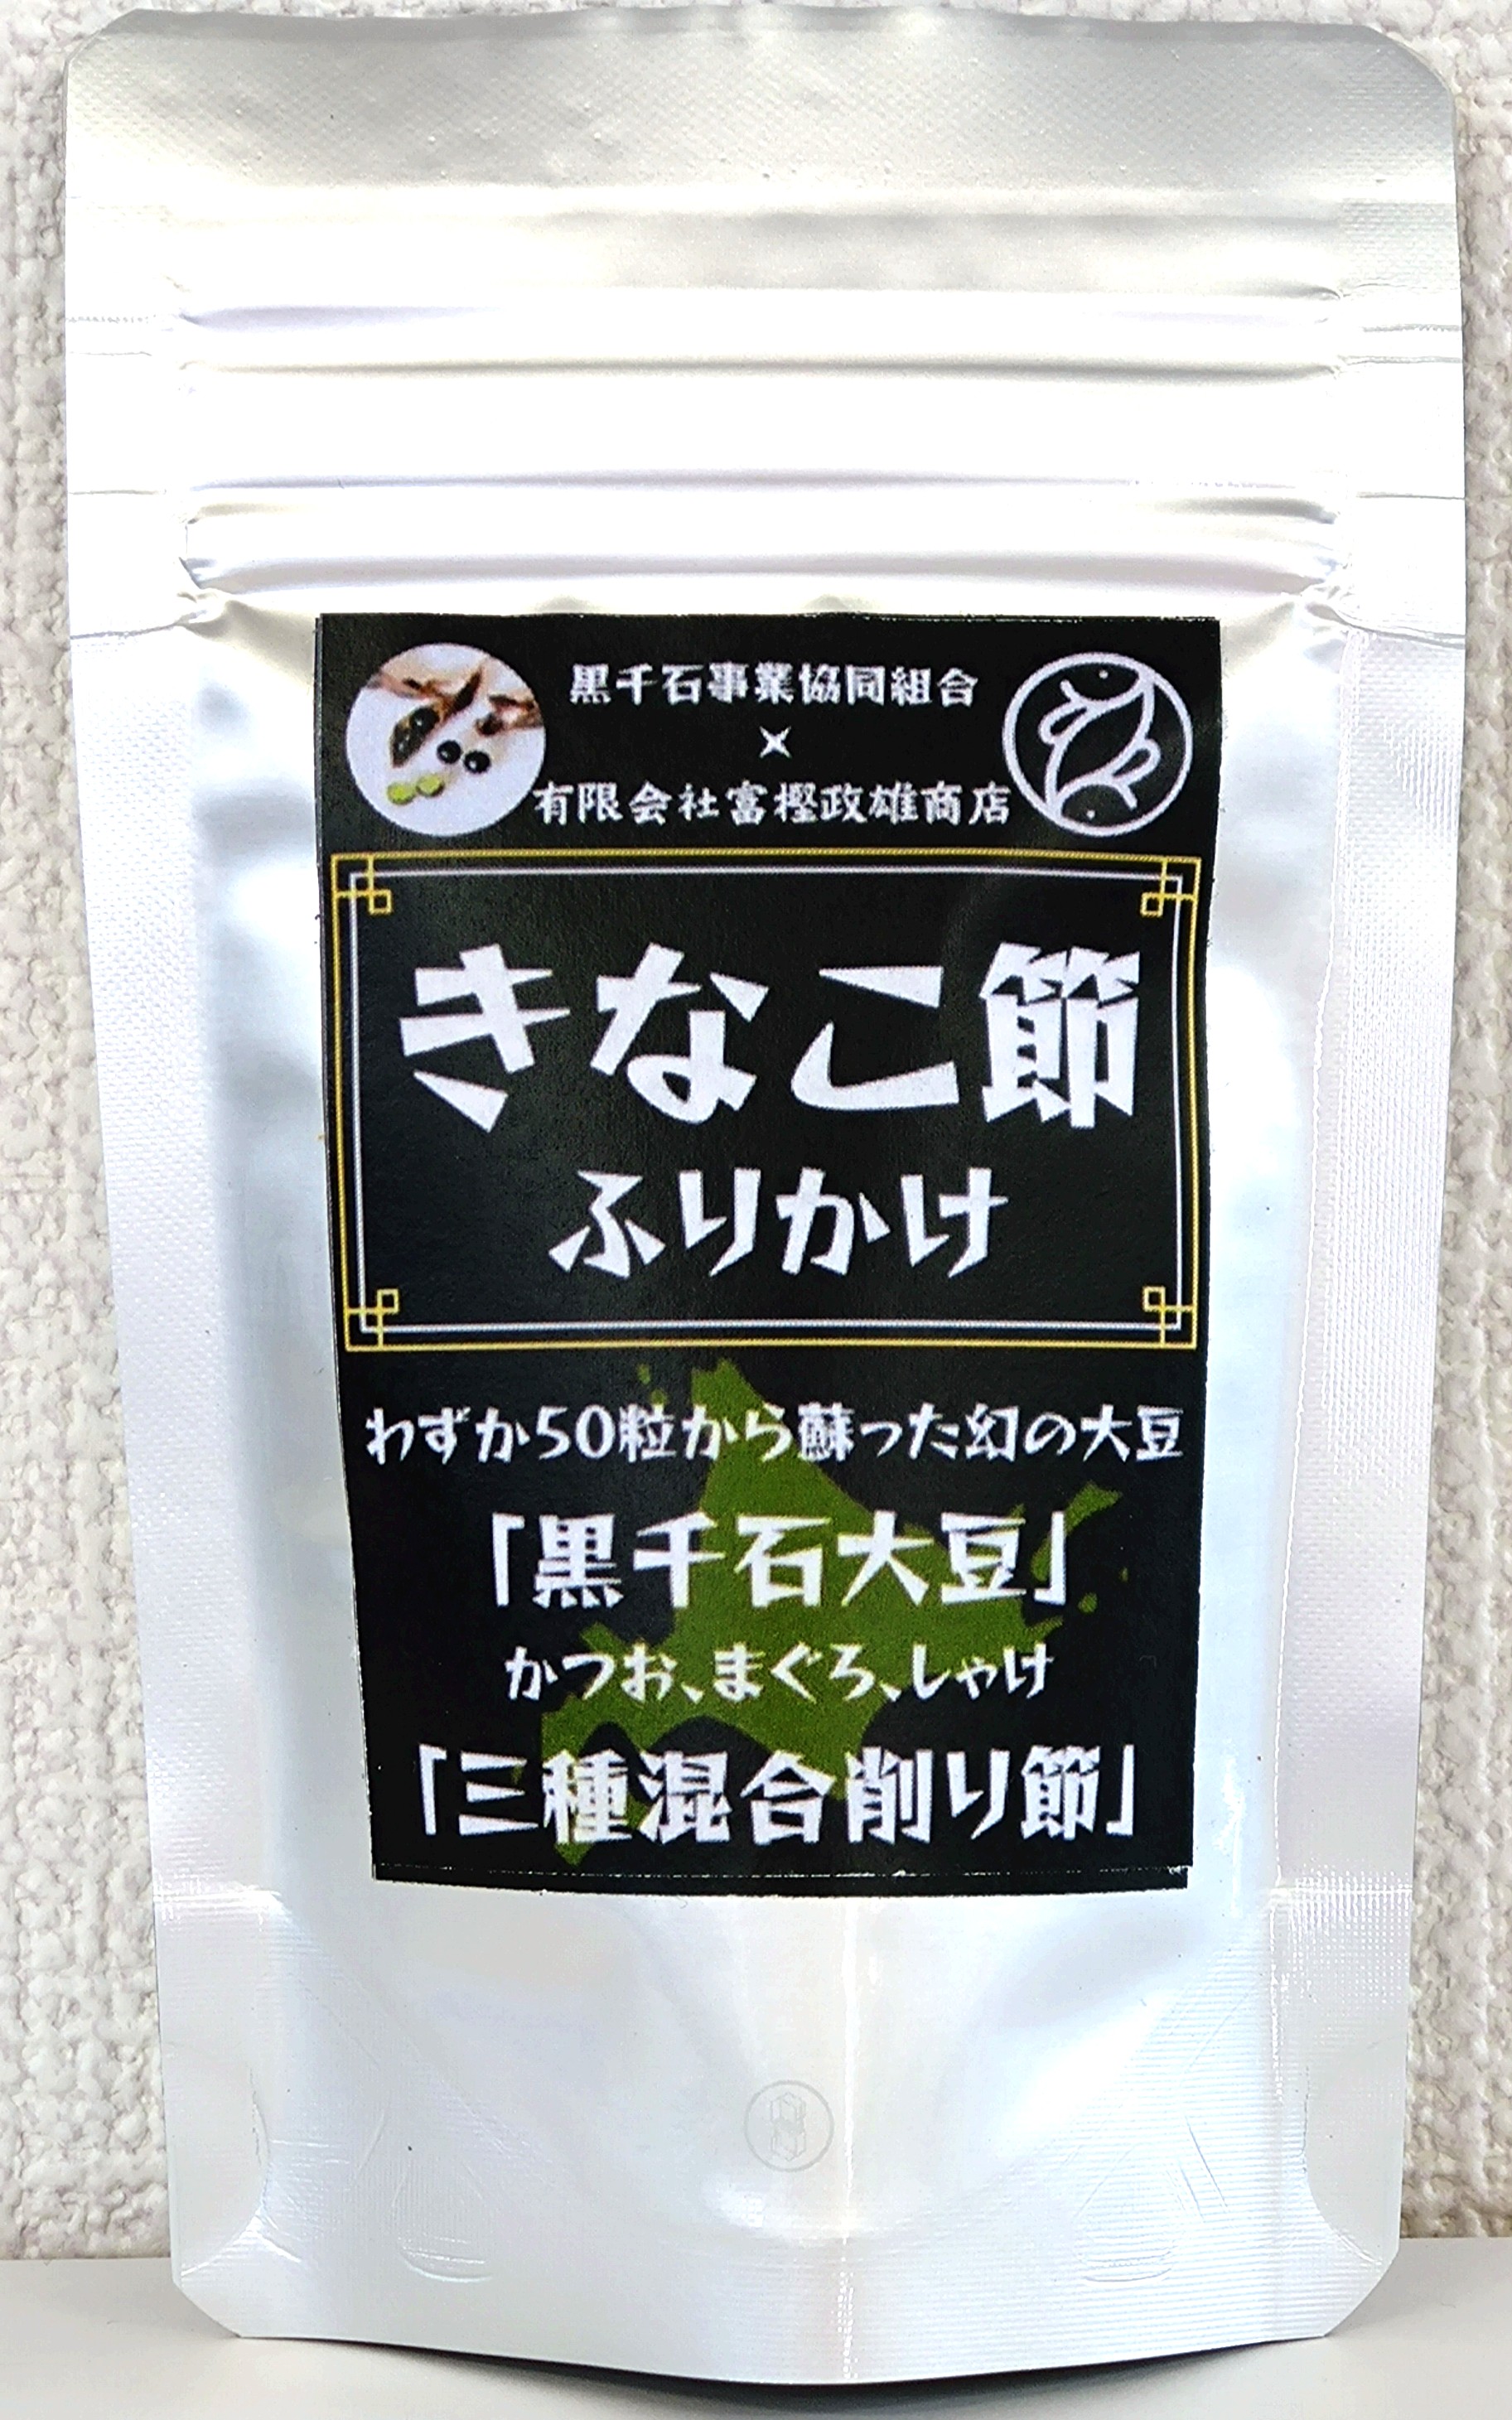 黒千石事業協同組合
×
有限会社富樫政雄商店
きなこ節
ふりかけ
わずか50粒から蘇った幻の大豆
「黒千石大豆」
かつお、まぐろ、しゃけ
「三種混合削り節」